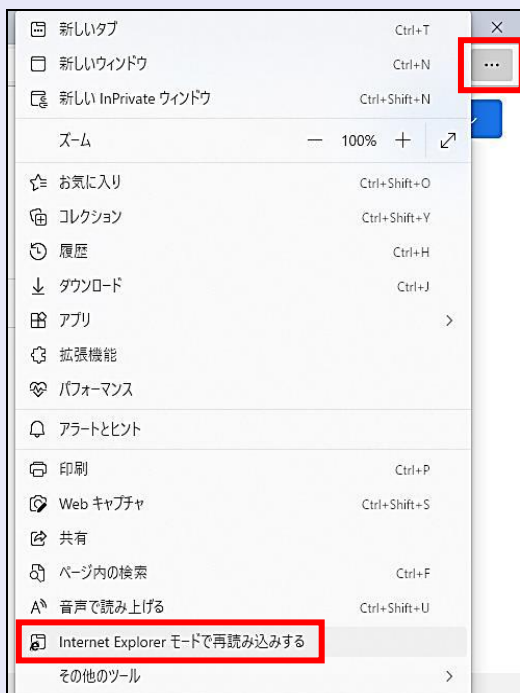 新しいタブ Ctrl+T
新しいウィンドウ Ctrl+N
新しい InPrivate ウィンドウ Ctrl+Shift+N
ズーム — 100% +
お気に入り Ctrl+Shift+O
コレクション Ctrl+Shift+Y
履歴 Ctrl+H
ダウンロード Ctrl+J
アプリ
拡張機能
パフォーマンス
アラートとヒント
印刷 Ctrl+P
Web キャプチャ Ctrl+Shift+S
共有
ページ内の検索 Ctrl+F
音声で読み上げる Ctrl+Shift+U
Internet Explorer モードで再読み込みする
その他のツール